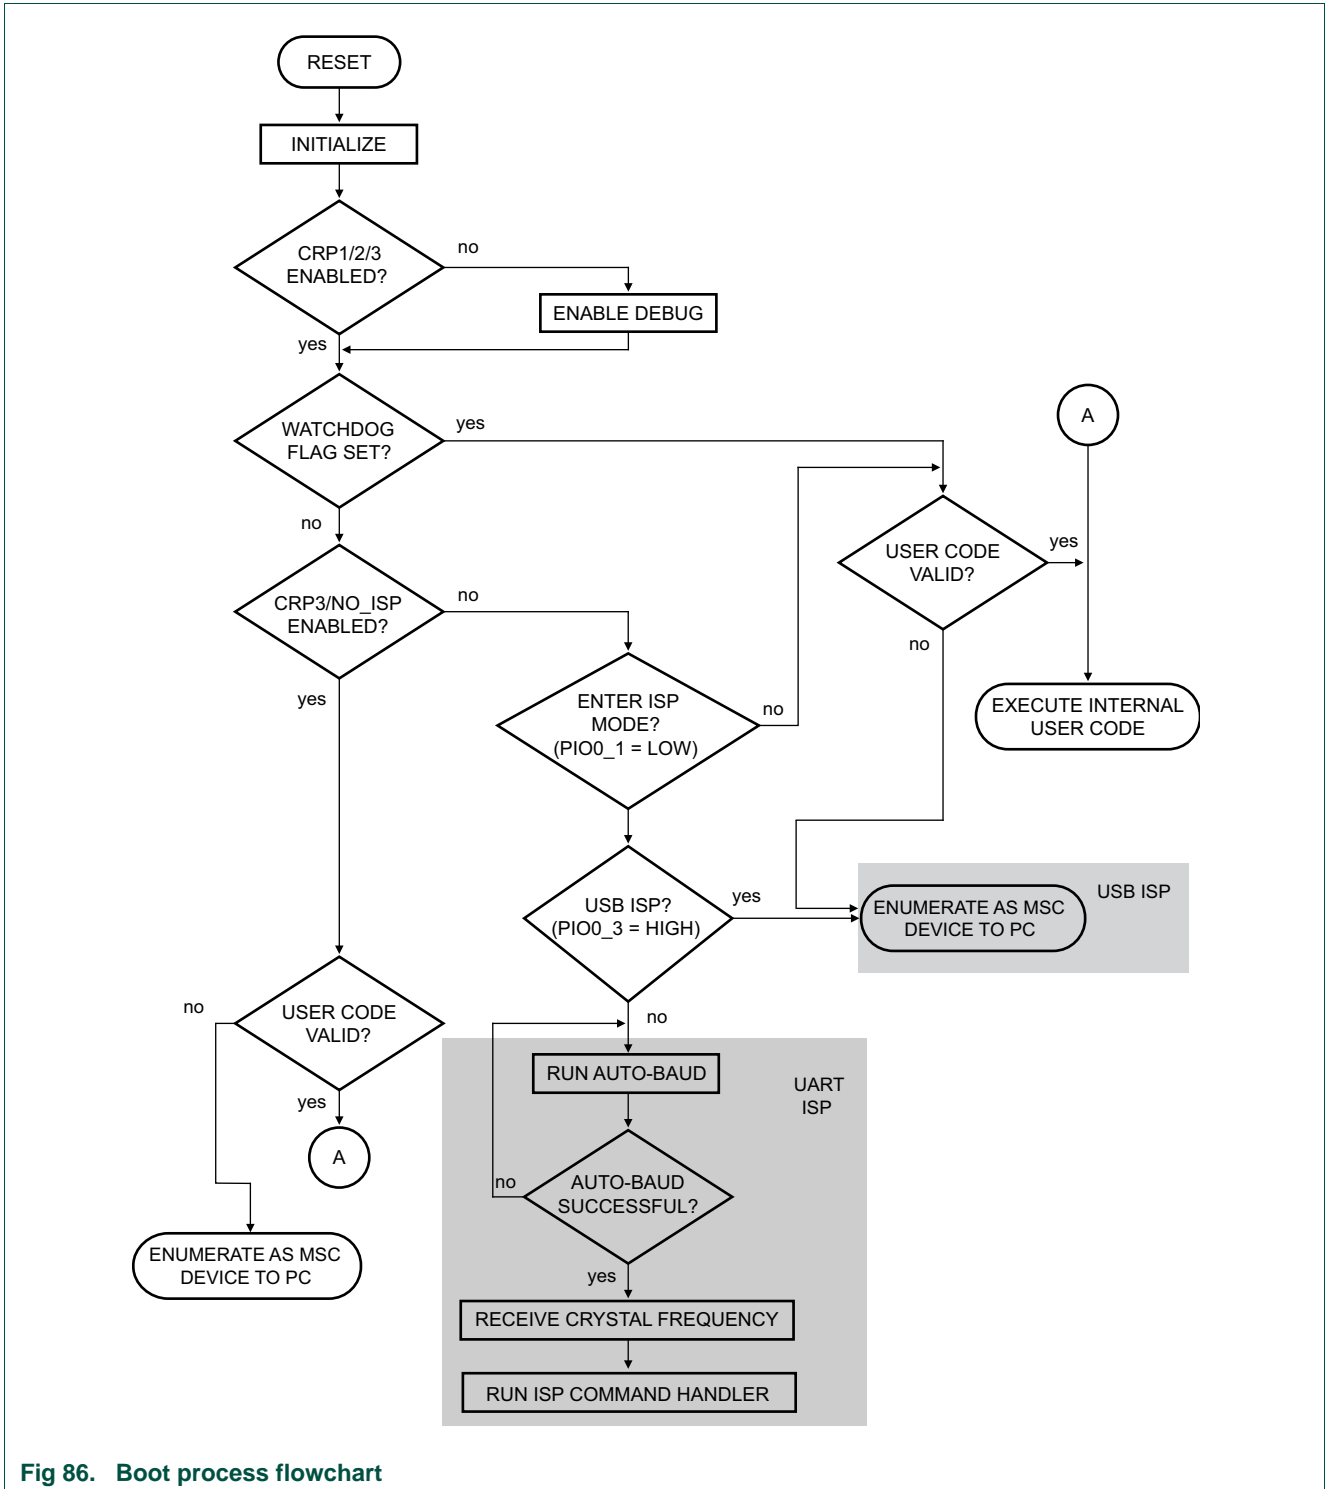 RESET
INITIALIZE
CRP1/2/3
ENABLED?
no
ENABLE DEBUG
yes
WATCHDOG
FLAG SET?
yes
A
no
USER CODE
VALID?
yes
no
CRP3/NO_ISP
ENABLED?
no
yes
ENTER ISP
MODE?
(PIO0_1 = LOW)
no
EXECUTE INTERNAL
USER CODE
USB ISP?
(PIO0_3 = HIGH)
yes
USB ISP
ENUMERATE AS MSC
DEVICE TO PC
no
no
USER CODE
VALID?
yes
A
RUN AUTO-BAUD
UART
ISP
AUTO-BAUD
SUCCESSFUL?
no
yes
ENUMERATE AS MSC
DEVICE TO PC
RECEIVE CRYSTAL FREQUENCY
RUN ISP COMMAND HANDLER
Fig 86. Boot process flowchart